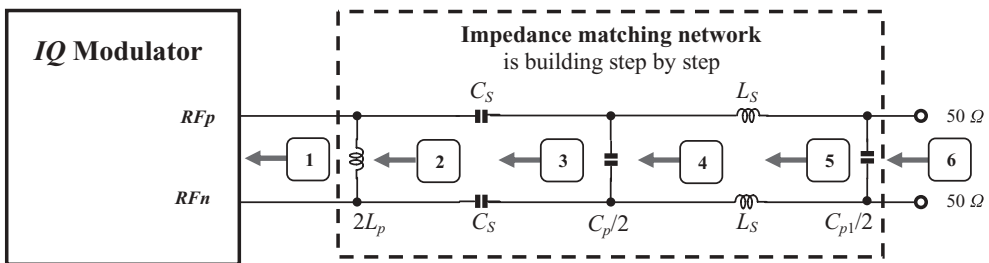 Impedance matching network
IQ Modulator
is building step by step
C_S
L_S
RFp
50 Ω
1
2
3
4
5
6
RFn
50 Ω
2L_p
C_S
C_p/2
L_S
C_p1/2